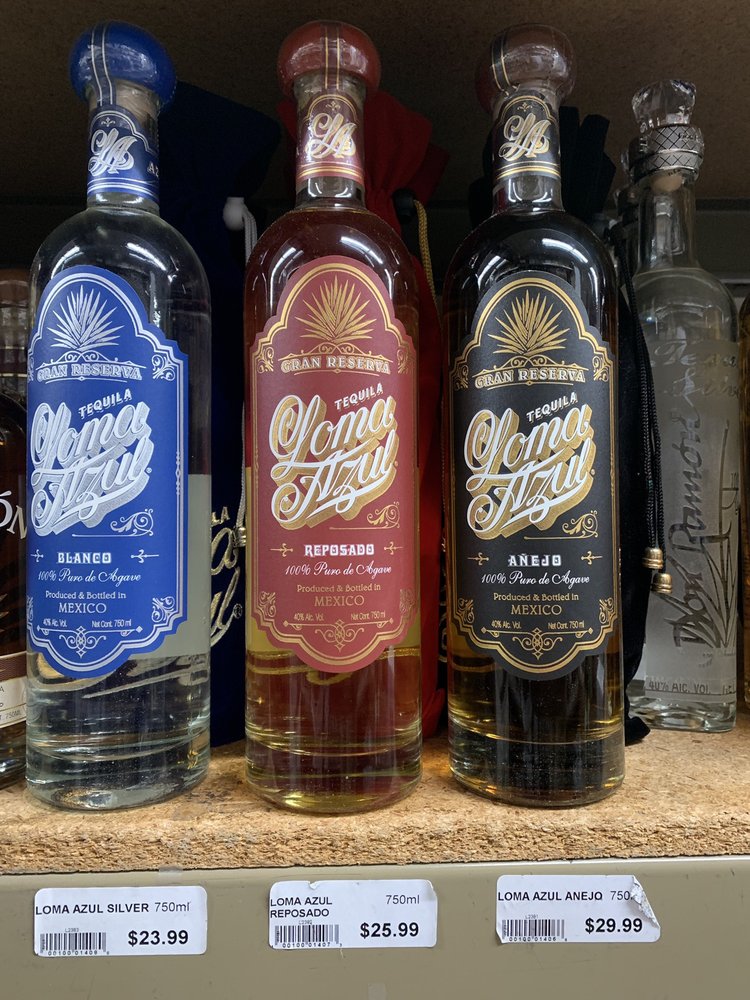 LA
GRAN RESERVA
TEQUILA
Loma
Azul
BLANCO
100% Puro de Agave
Produced & Bottled in
MEXICO
40% Alc. Vol. Net Cont. 750 ml
LA
GRAN RESERVA
TEQUILA
Loma
Azul
REPOSADO
100% Puro de Agave
Produced & Bottled in
MEXICO
40% Alc. Vol. Net Cont. 750 ml
LA
GRAN RESERVA
TEQUILA
Loma
Azul
AÑEJO
100% Puro de Agave
Produced & Bottled in
MEXICO
40% Alc. Vol. Net Cont. 750 ml
Don Ramón
40% Alc. Vol.
LOMA AZUL SILVER 750ml
$23.99
LOMA AZUL 750ml
REPOSADO
$25.99
LOMA AZUL ANEJO
$29.99